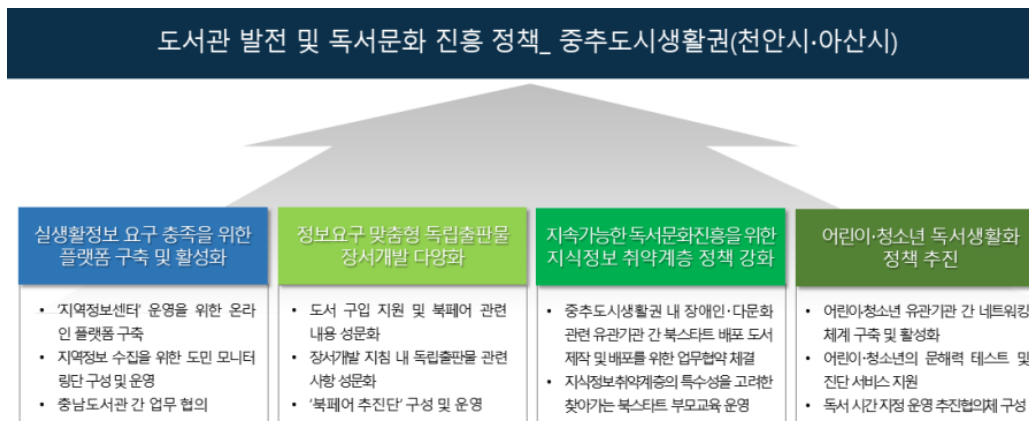 도서관 발전 및 독서문화 진흥 정책_ 중추도시생활권(천안시·아산시)
실생활정보 요구 충족을 위한
플랫폼 구축 및 활성화
• '지역정보센터' 운영을 위한 온라
인 플랫폼 구축
• 지역정보 수집을 위한 도민 모니터
링단 구성 및 운영
• 충남도서관 간 업무 협의
정보요구 맞춤형 독립출판물
장서개발 다양화
• 도서 구입 지원 및 북페어 관련
내용 성문화
• 장서개발 지침 내 독립출판물 관련
사항 성문화
• '북페어 추진단' 구성 및 운영
지속가능한 독서문화진흥을 위한
지식정보 취약계층 정책 강화
• 중추도시생활권 내 장애인·다문화
관련 유관기관 간 북스타트 배포 도서
제작 및 배포를 위한 업무협약 체결
• 지식정보취약계층의 특수성을 고려한
찾아가는 북스타트 부모교육 운영
어린이·청소년 독서생활화
정책 추진
• 어린이·청소년 유관기관 간 네트워킹
체계 구축 및 활성화
• 어린이·청소년의 문해력 테스트 및
진단 서비스 지원
• 독서 시간 지정 운영 추진협의체 구성